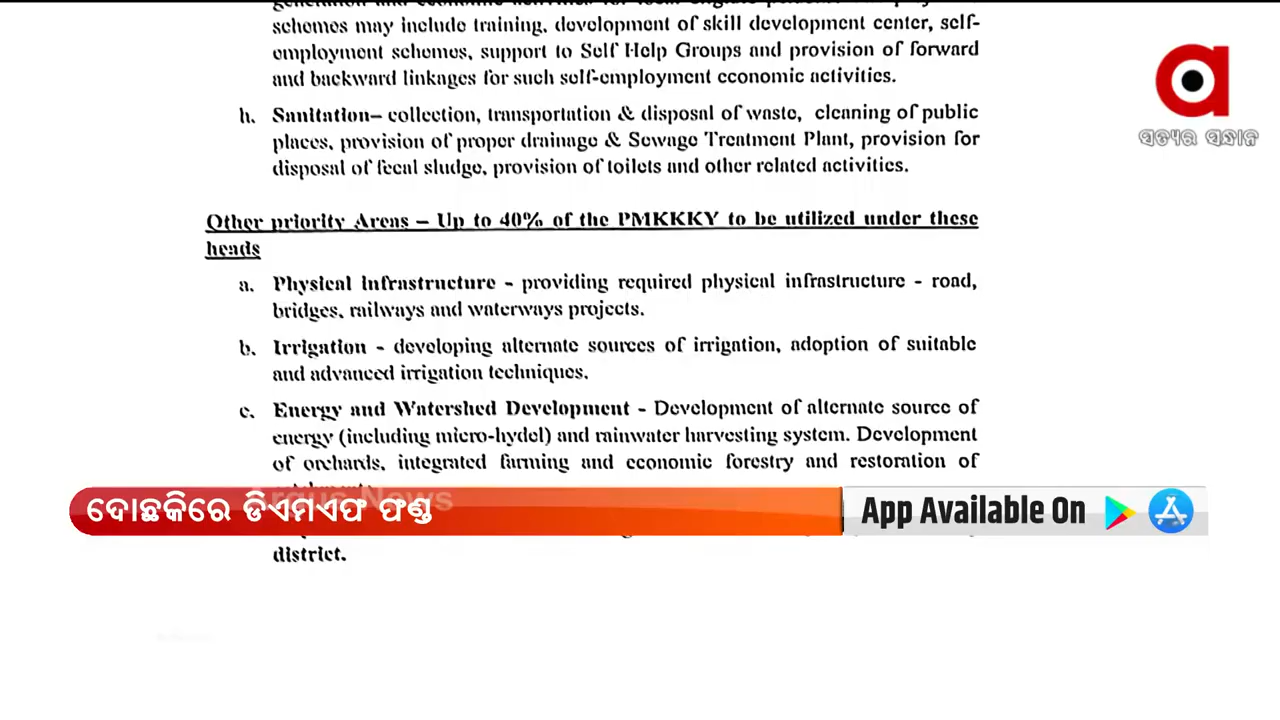 schemes may include training, development of skill development center, self-
employment schemes, support to Self Help Groups and provision of forward
and backward linkages for such self-employment economic activities.
h. Sanitation– collection, transportation & disposal of waste, cleaning of public
places, provision of proper drainage & Sewage Treatment Plant, provision for
disposal of fecal sludge, provision of toilets and other related activities.
Other priority Areas – Up to 40% of the PMKKKY to be utilized under these
heads
a. Physical Infrastructure - providing required physical infrastructure - road,
bridges, railways and waterways projects.
b. Irrigation - developing alternate sources of irrigation, adoption of suitable
and advanced irrigation techniques.
c. Energy and Watershed Development - Development of alternate source of
energy (including micro-hydel) and rainwater harvesting system. Development
of orchards, integrated farming and economic forestry and restoration of
district.
ସତ୍ୟର ସନ୍ଧାନ
Argus News
ଦୋଛକିରେ ଡିଏମଏଫ ଫଣ୍ଡ
App Available On